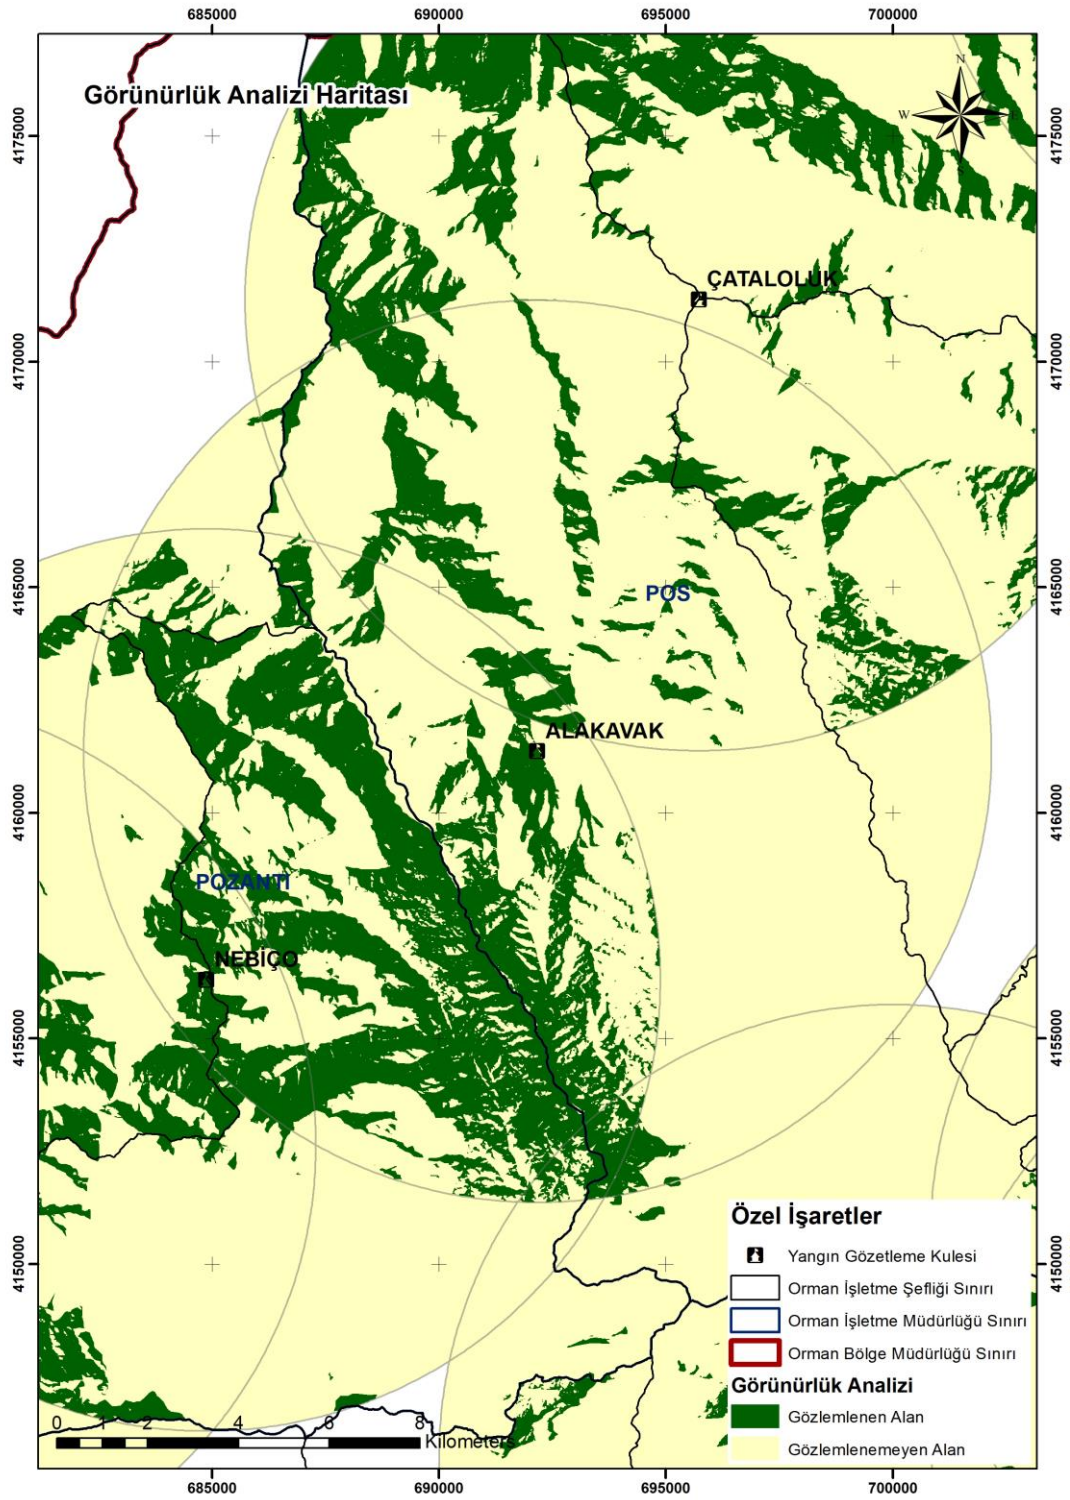 685000 690000 695000 700000
Görünürlük Analizi Haritası
N
W
E
S
4175000 4175000
ÇATALOLUK
4170000 4170000
4165000 4165000
POS
ALAKAVAK
4160000 4160000
POZANTI
NEBİÇO
4155000 4155000
4150000 4150000
Özel İşaretler
Yangın Gözetleme Kulesi
Orman İşletme Şefliği Sınırı
Orman İşletme Müdürlüğü Sınırı
Orman Bölge Müdürlüğü Sınırı
Görünürlük Analizi
Gözlemlenen Alan
Gözlemlenemeyen Alan
0 1 2 4 6 8
Kilometers
685000 690000 695000 700000